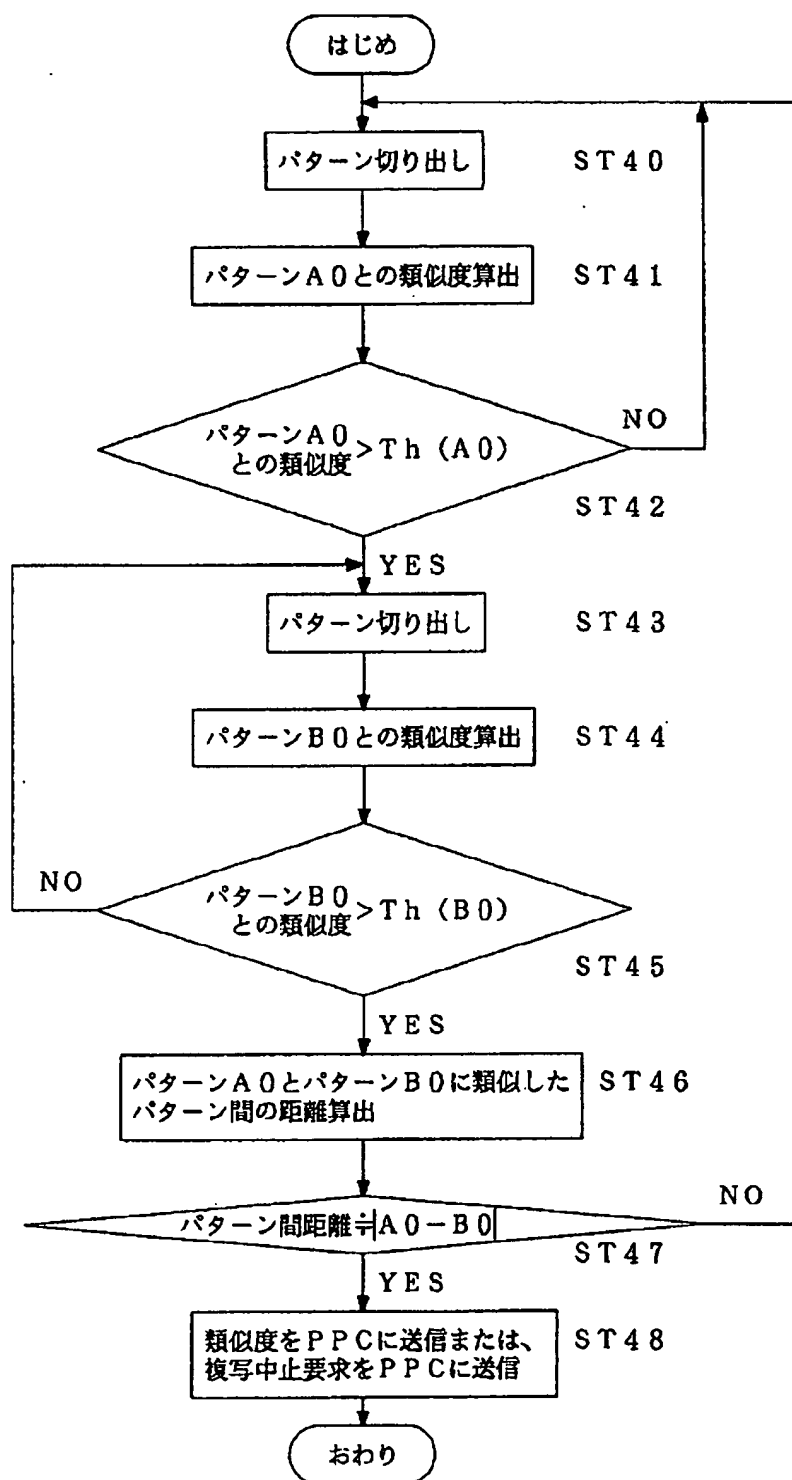 はじめ
パターン切り出し
ST40
パターンA0との類似度算出
ST41
パターンA0
との類似度
>Th(A0)
NO
ST42
YES
パターン切り出し
ST43
パターンB0との類似度算出
ST44
パターンB0
との類似度
>Th(B0)
NO
ST45
YES
パターンA0とパターンB0に類似した
パターン間の距離算出
ST46
パターン間距離≒|A0-B0|
NO
ST47
YES
類似度をPPCに送信または、
複写中止要求をPPCに送信
ST48
おわり